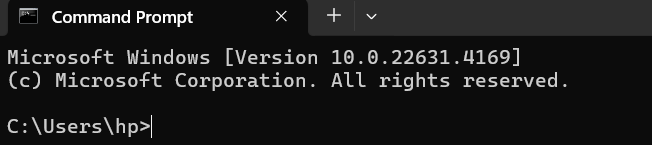 Command Prompt
Microsoft Windows [Version 10.0.22631.4169]
(c) Microsoft Corporation. All rights reserved.
C:\Users\hp>